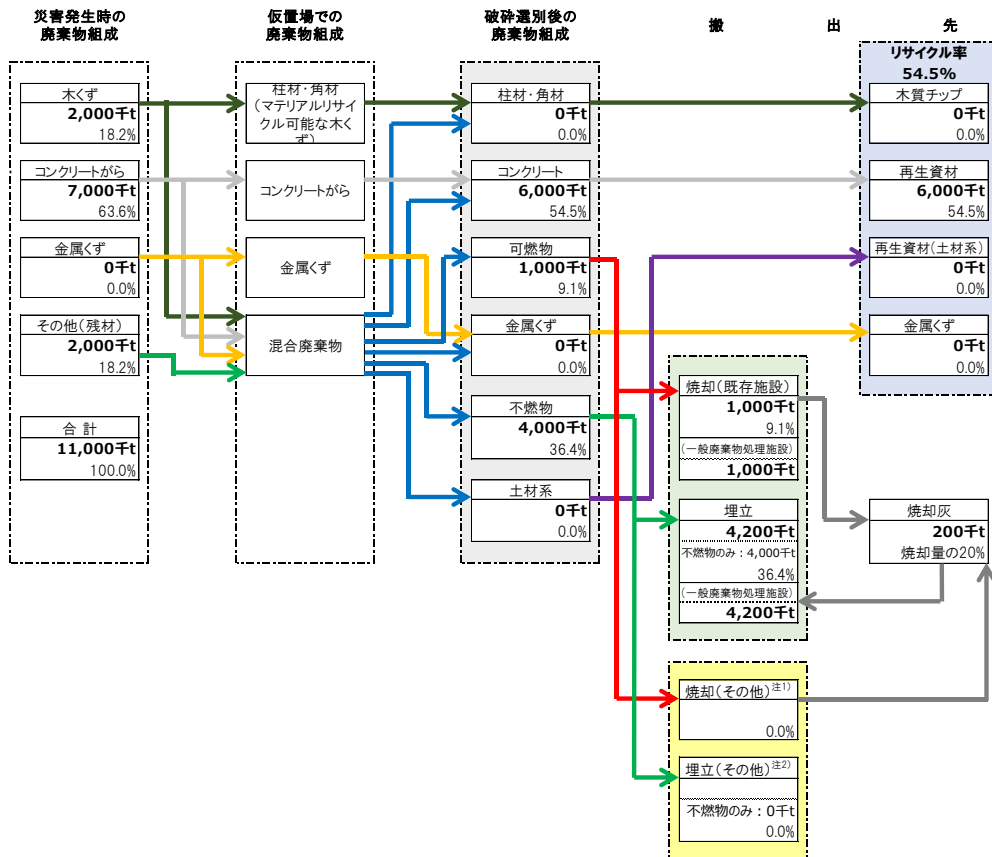 災害発生時の
廃棄物組成
仮置場での
廃棄物組成
破砕選別後の
廃棄物組成
搬　出　先
木くず
2,000千t
18.2%
コンクリートがら
7,000千t
63.6%
金属くず
0千t
0.0%
その他(残材)
2,000千t
18.2%
合 計
11,000千t
100.0%
柱材・角材
(マテリアルリサイ
クル可能な木く
ず)
コンクリートがら
金属くず
混合廃棄物
柱材・角材
0千t
0.0%
コンクリート
6,000千t
54.5%
可燃物
1,000千t
9.1%
金属くず
0千t
0.0%
不燃物
4,000千t
36.4%
土材系
0千t
0.0%
リサイクル率
54.5%
木質チップ
0千t
0.0%
再生資材
6,000千t
54.5%
再生資材(土材系)
0千t
0.0%
金属くず
0千t
0.0%
焼却(既存施設)
1,000千t
9.1%
(一般廃棄物処理施設)
1,000千t
埋立
4,200千t
不燃物のみ：4,000千t
36.4%
(一般廃棄物処理施設)
4,200千t
焼却灰
200千t
焼却量の20%
焼却(その他)注1)
0.0%
埋立(その他)注2)
不燃物のみ：0千t
0.0%